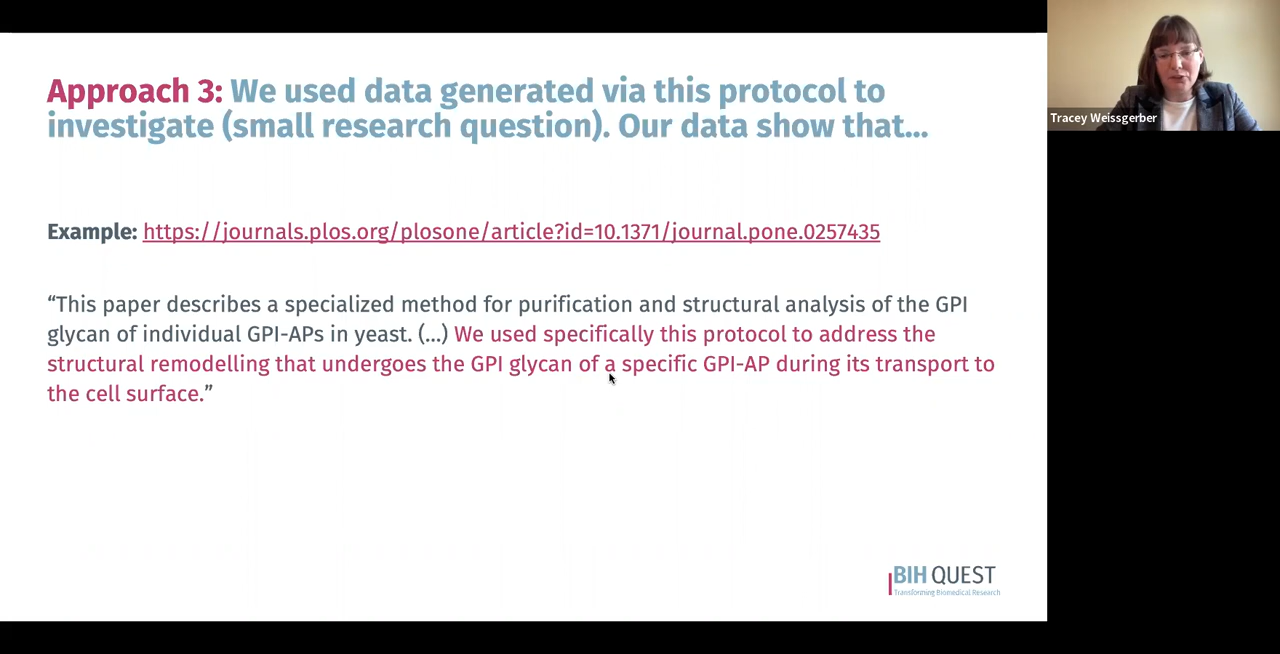 Approach 3: We used data generated via this protocol to
investigate (small research question). Our data show that...
Example: https://journals.plos.org/plosone/article?id=10.1371/journal.pone.0257435
“This paper describes a specialized method for purification and structural analysis of the GPI
glycan of individual GPI-APs in yeast. (...) We used specifically this protocol to address the
structural remodelling that undergoes the GPI glycan of a specific GPI-AP during its transport to
the cell surface.”
BIH QUEST
Transforming Biomedical Research
Tracey Weissgerber